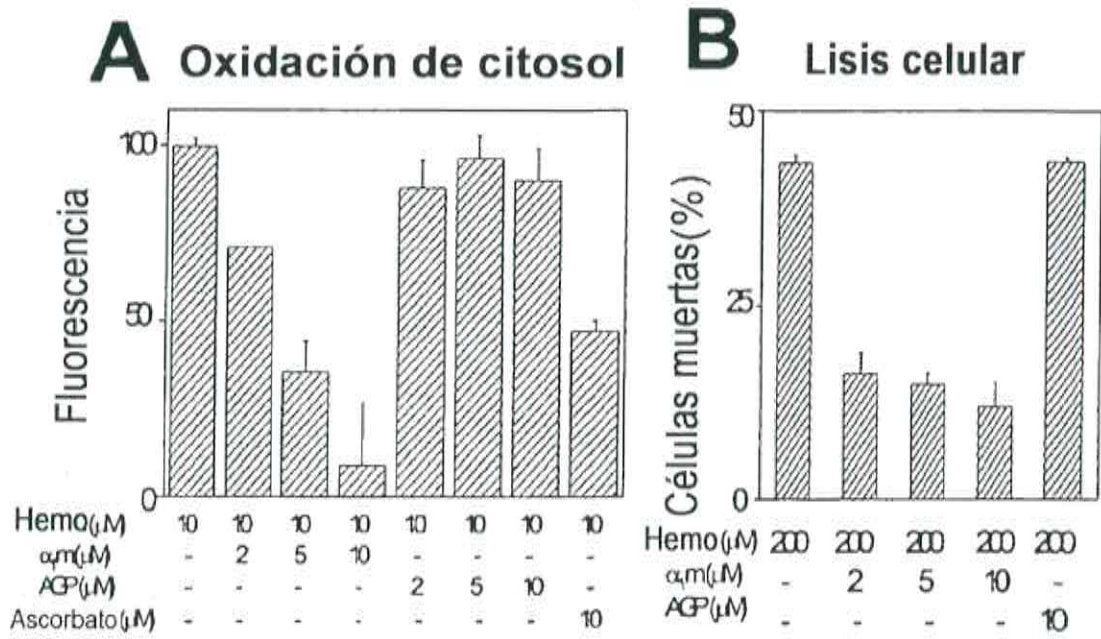 A Oxidación de citosol
Fluorescencia
100
50
0
Hemo(μM) 10 10 10 10 10 10 10 10
α₁m(μM) - 2 5 10 - - - -
AGP(μM) - - - - 2 5 10 -
Ascorbato(μM) - - - - - - - 10
B Lisis celular
Células muertas(%)
50
25
0
Hemo(μM) 200 200 200 200 200
α₁m(μM) - 2 5 10 -
AGP(μM) - - - - 10